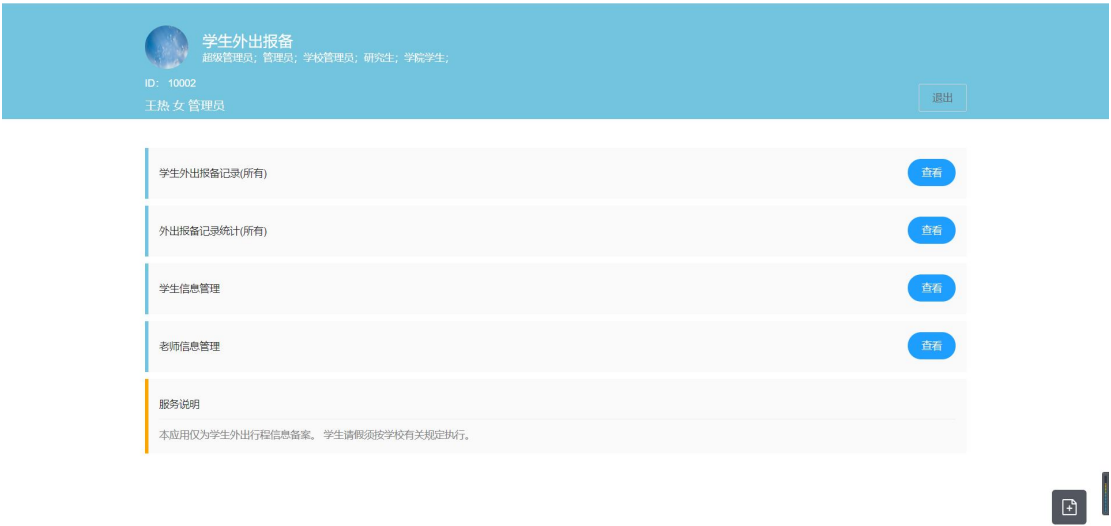 学生外出报备
超级管理员；管理员；学校管理员；研究生；学院学生；
ID： 10002
王热 女 管理员
退出
学生外出报备记录(所有)
查看
外出报备记录统计(所有)
查看
学生信息管理
查看
老师信息管理
查看
服务说明
本应用仅为学生外出行程信息备案。 学生请假须按学校有关规定执行。